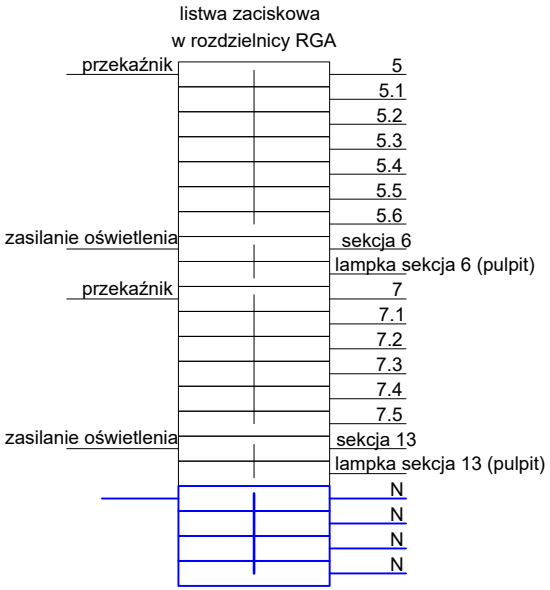 listwa zaciskowa
w rozdzielnicy RGA
przekaźnik 5
5.1
5.2
5.3
5.4
5.5
5.6
zasilanie oświetlenia sekcja 6
lampka sekcja 6 (pulpit)
przekaźnik 7
7.1
7.2
7.3
7.4
7.5
zasilanie oświetlenia sekcja 13
lampka sekcja 13 (pulpit)
N
N
N
N